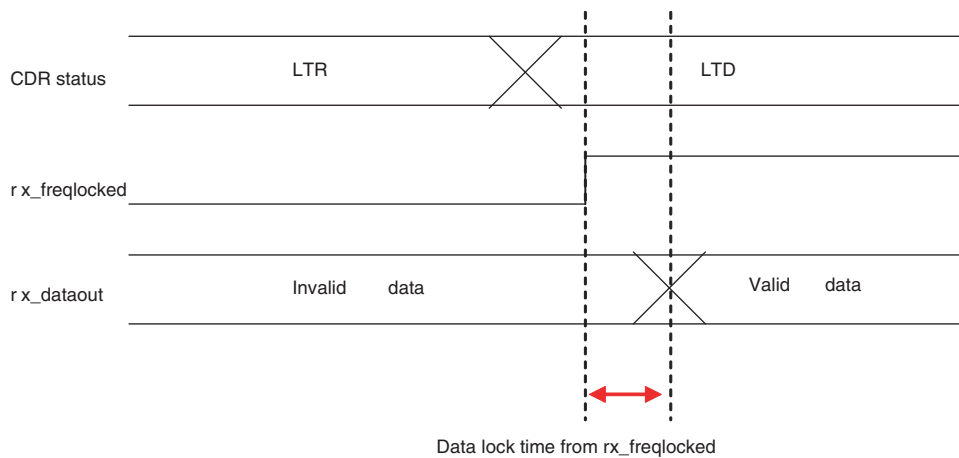 CDR status
LTR
LTD
r x_freqlocked
r x_dataout
Invalid data
Valid data
Data lock time from rx_freqlocked